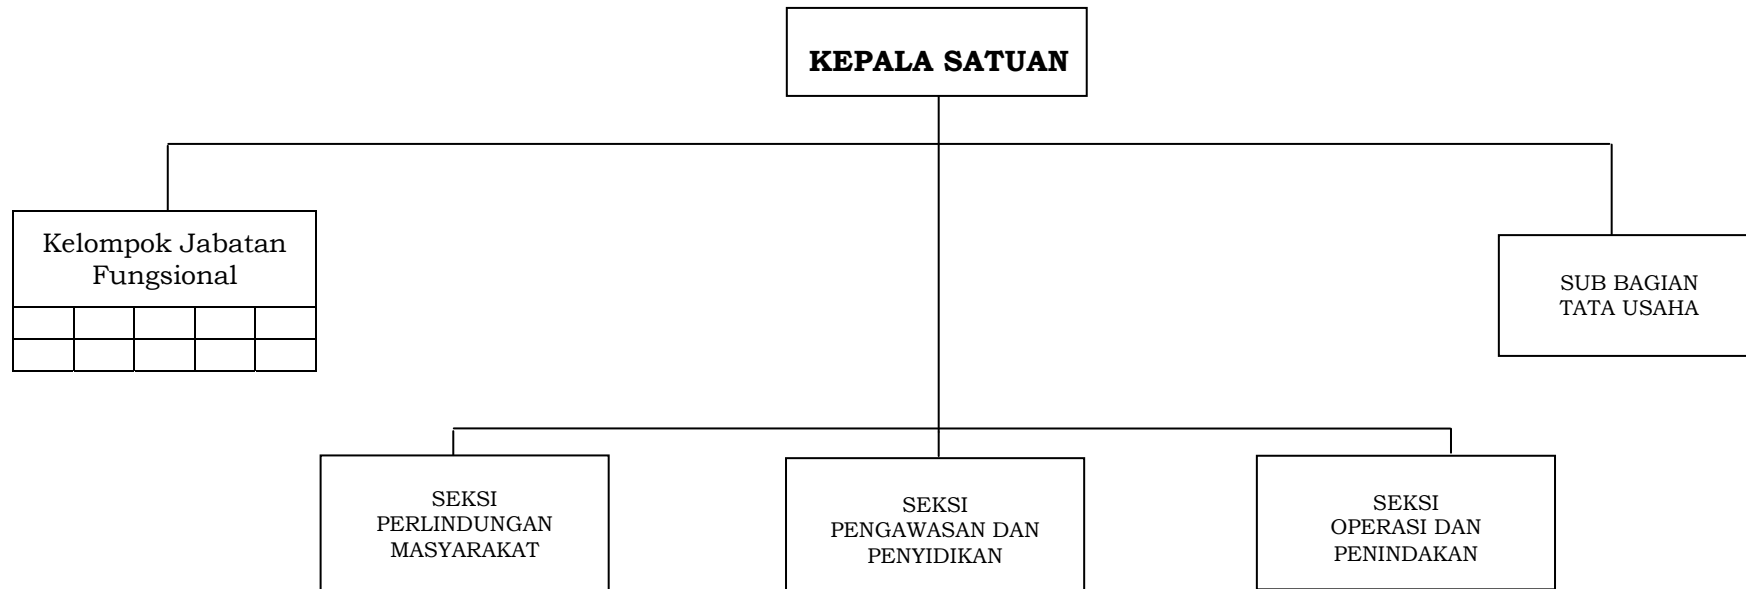 KEPALA SATUAN
Kelompok Jabatan
Fungsional
SUB BAGIAN
TATA USAHA
SEKSI
PERLINDUNGAN
MASYARAKAT
SEKSI
PENGAWASAN DAN
PENYIDIKAN
SEKSI
OPERASI DAN
PENINDAKAN